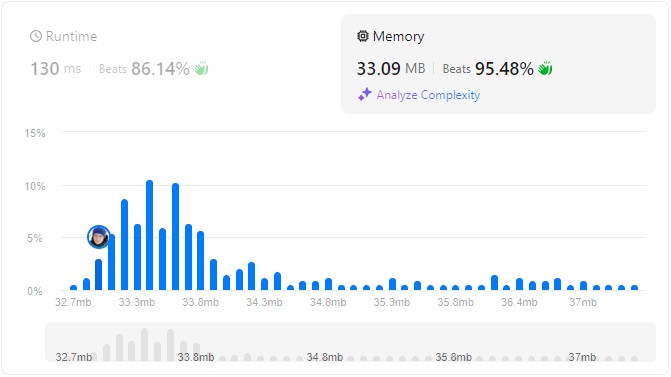 Runtime
130 ms | Beats 86.14%
Memory
33.09 MB | Beats 95.48%
Analyze Complexity
15%
10%
5%
0%
32.7mb 33.3mb 33.8mb 34.3mb 34.8mb 35.3mb 35.8mb 36.4mb 37mb
32.7mb 33.8mb 34.8mb 35.8mb 37mb